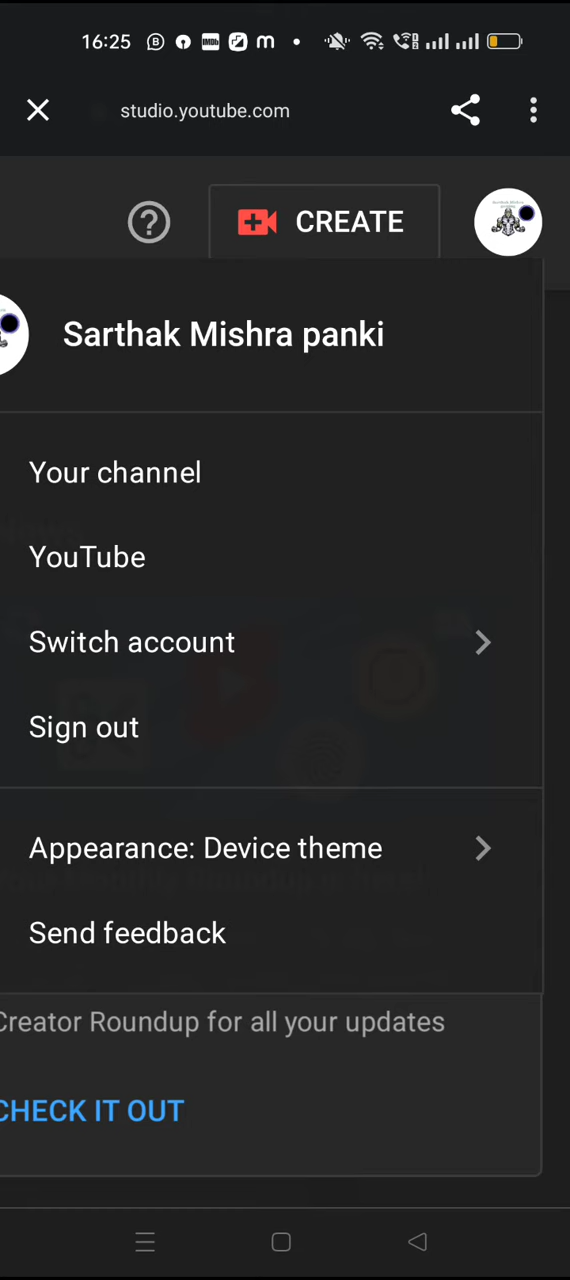 16:25
studio.youtube.com
CREATE
Sarthak Mishra panki
Your channel
YouTube
Switch account
Sign out
Appearance: Device theme
Send feedback
Creator Roundup for all your updates
CHECK IT OUT